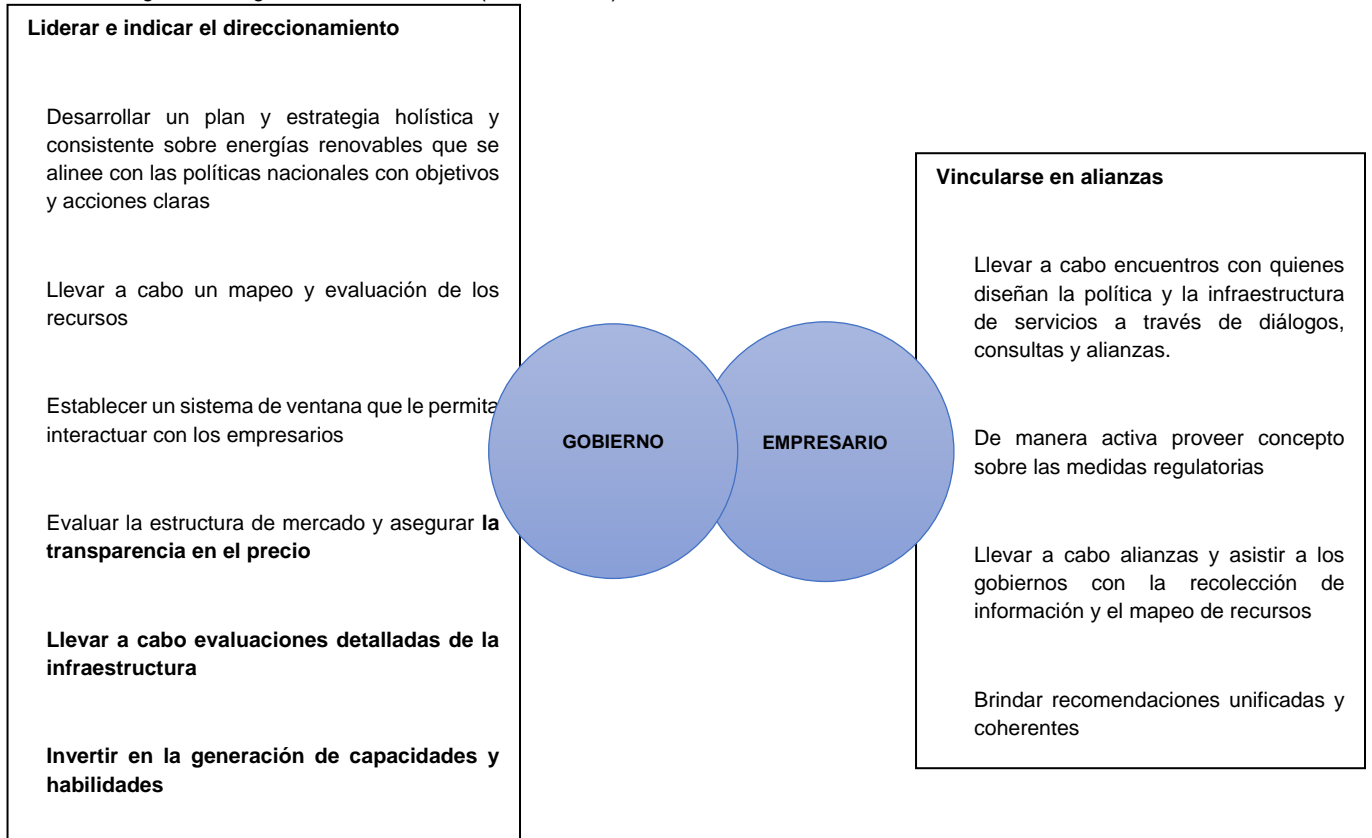 Liderar e indicar el direccionamiento
Desarrollar un plan y estrategia holística y
consistente sobre energías renovables que se
alinee con las políticas nacionales con objetivos
y acciones claras
Llevar a cabo un mapeo y evaluación de los
recursos
Establecer un sistema de ventana que le permita
interactuar con los empresarios
Evaluar la estructura de mercado y asegurar la
transparencia en el precio
Llevar a cabo evaluaciones detalladas de la
infraestructura
Invertir en la generación de capacidades y
habilidades
GOBIERNO
EMPRESARIO
Vincularse en alianzas
Llevar a cabo encuentros con quienes
diseñan la política y la infraestructura
de servicios a través de diálogos,
consultas y alianzas.
De manera activa proveer concepto
sobre las medidas regulatorias
Llevar a cabo alianzas y asistir a los
gobiernos con la recolección de
información y el mapeo de recursos
Brindar recomendaciones unificadas y
coherentes